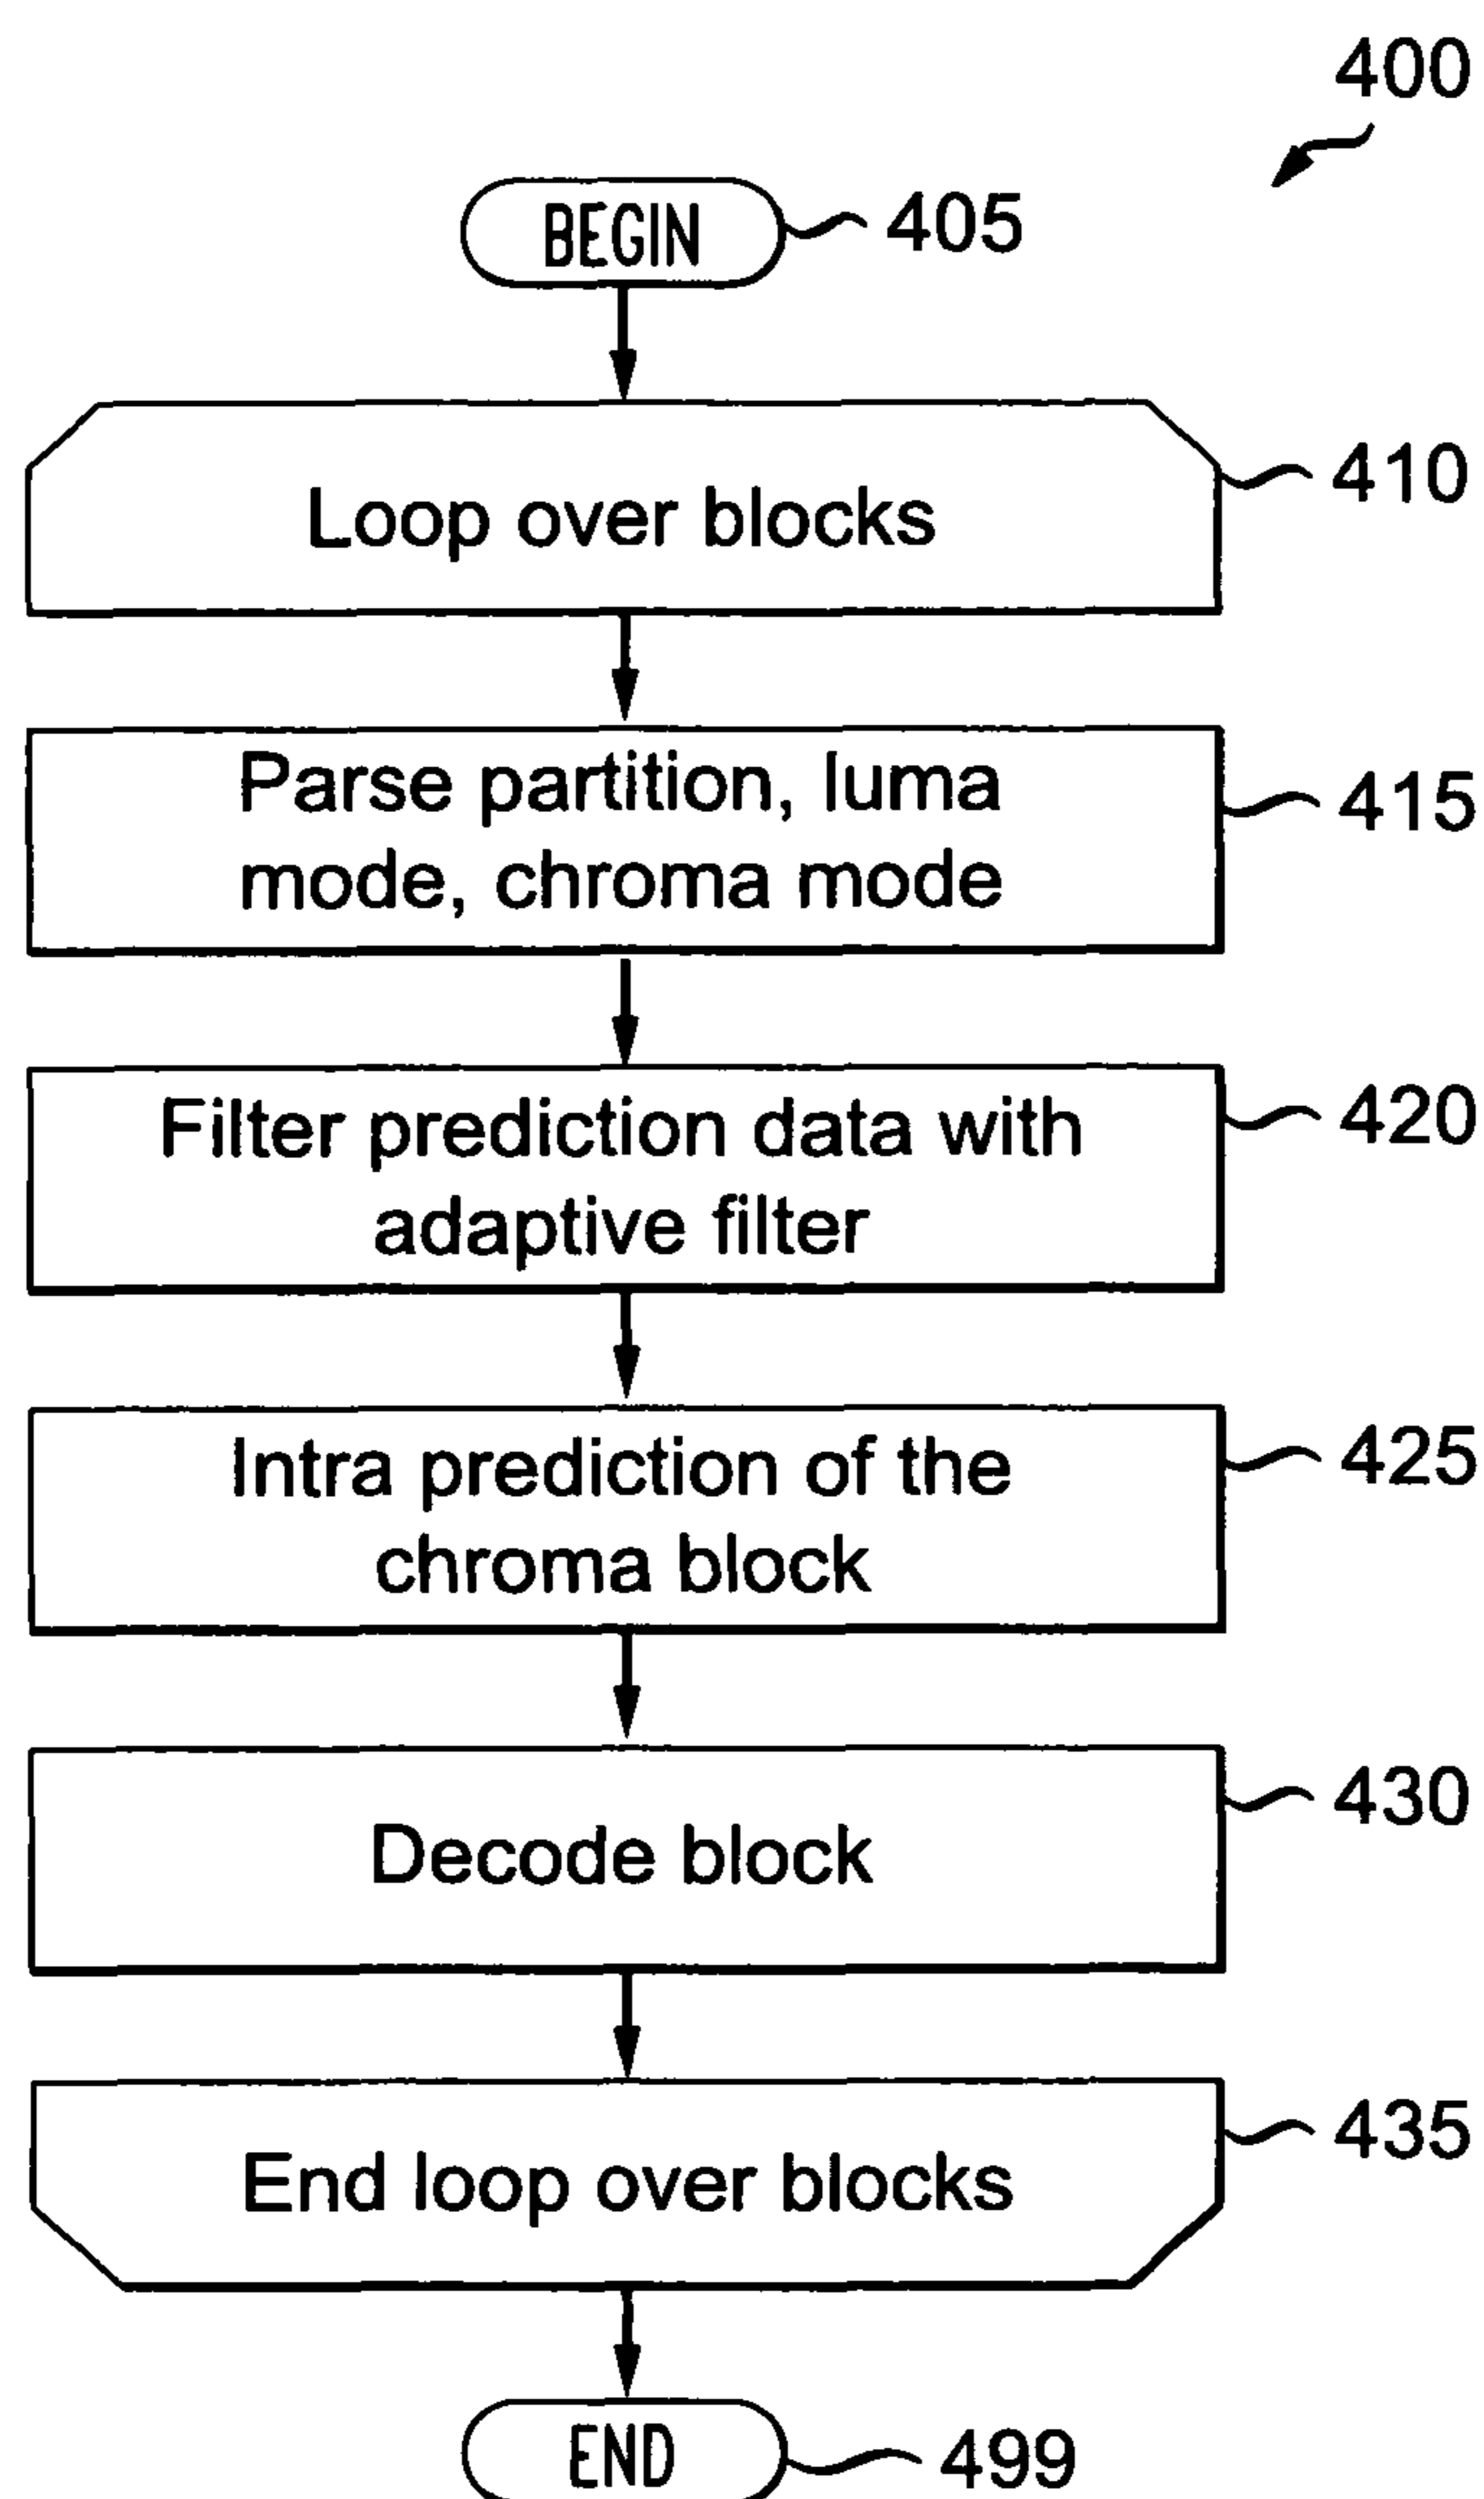 400
BEGIN
405
Loop over blocks
410
Parse partition, luma
mode, chroma mode
415
Filter prediction data with
adaptive filter
420
Intra prediction of the
chroma block
425
Decode block
430
End loop over blocks
435
END
499